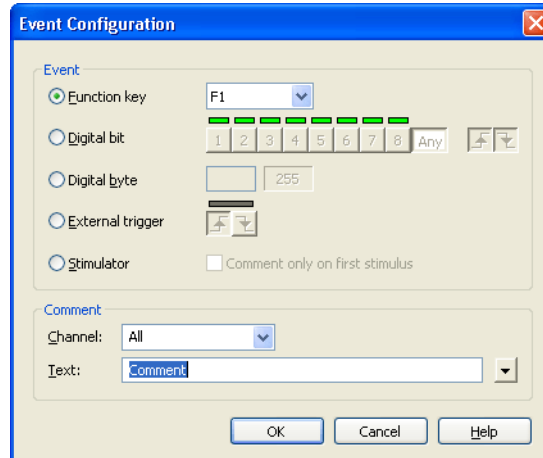 Event Configuration
Event
Function key F1
Digital bit 1 2 3 4 5 6 7 8 Any
Digital byte 255
External trigger
Stimulator Comment only on first stimulus
Comment
Channel: All
Text: Comment
OK Cancel Help